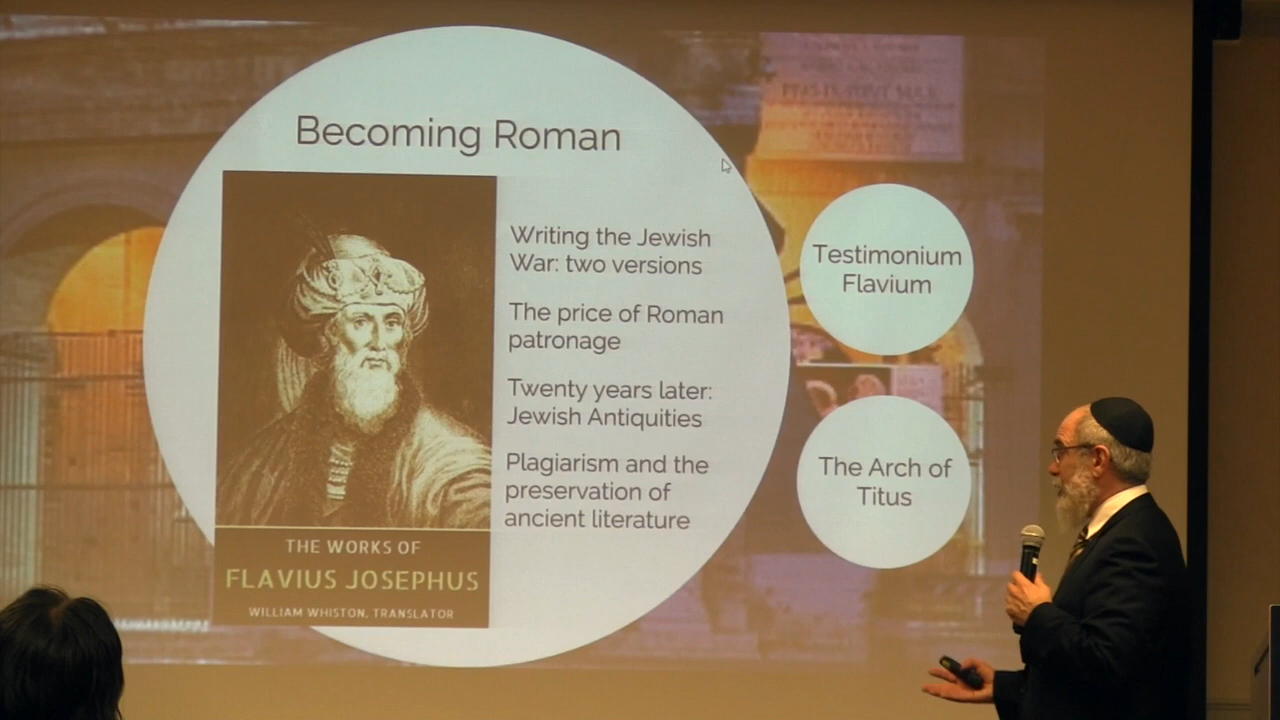 Becoming Roman
Writing the Jewish
War: two versions
The price of Roman
patronage
Twenty years later:
Jewish Antiquities
Plagiarism and the
preservation of
ancient literature
THE WORKS OF
FLAVIUS JOSEPHUS
WILLIAM WHISTON, TRANSLATOR
Testimonium
Flavium
The Arch of
Titus